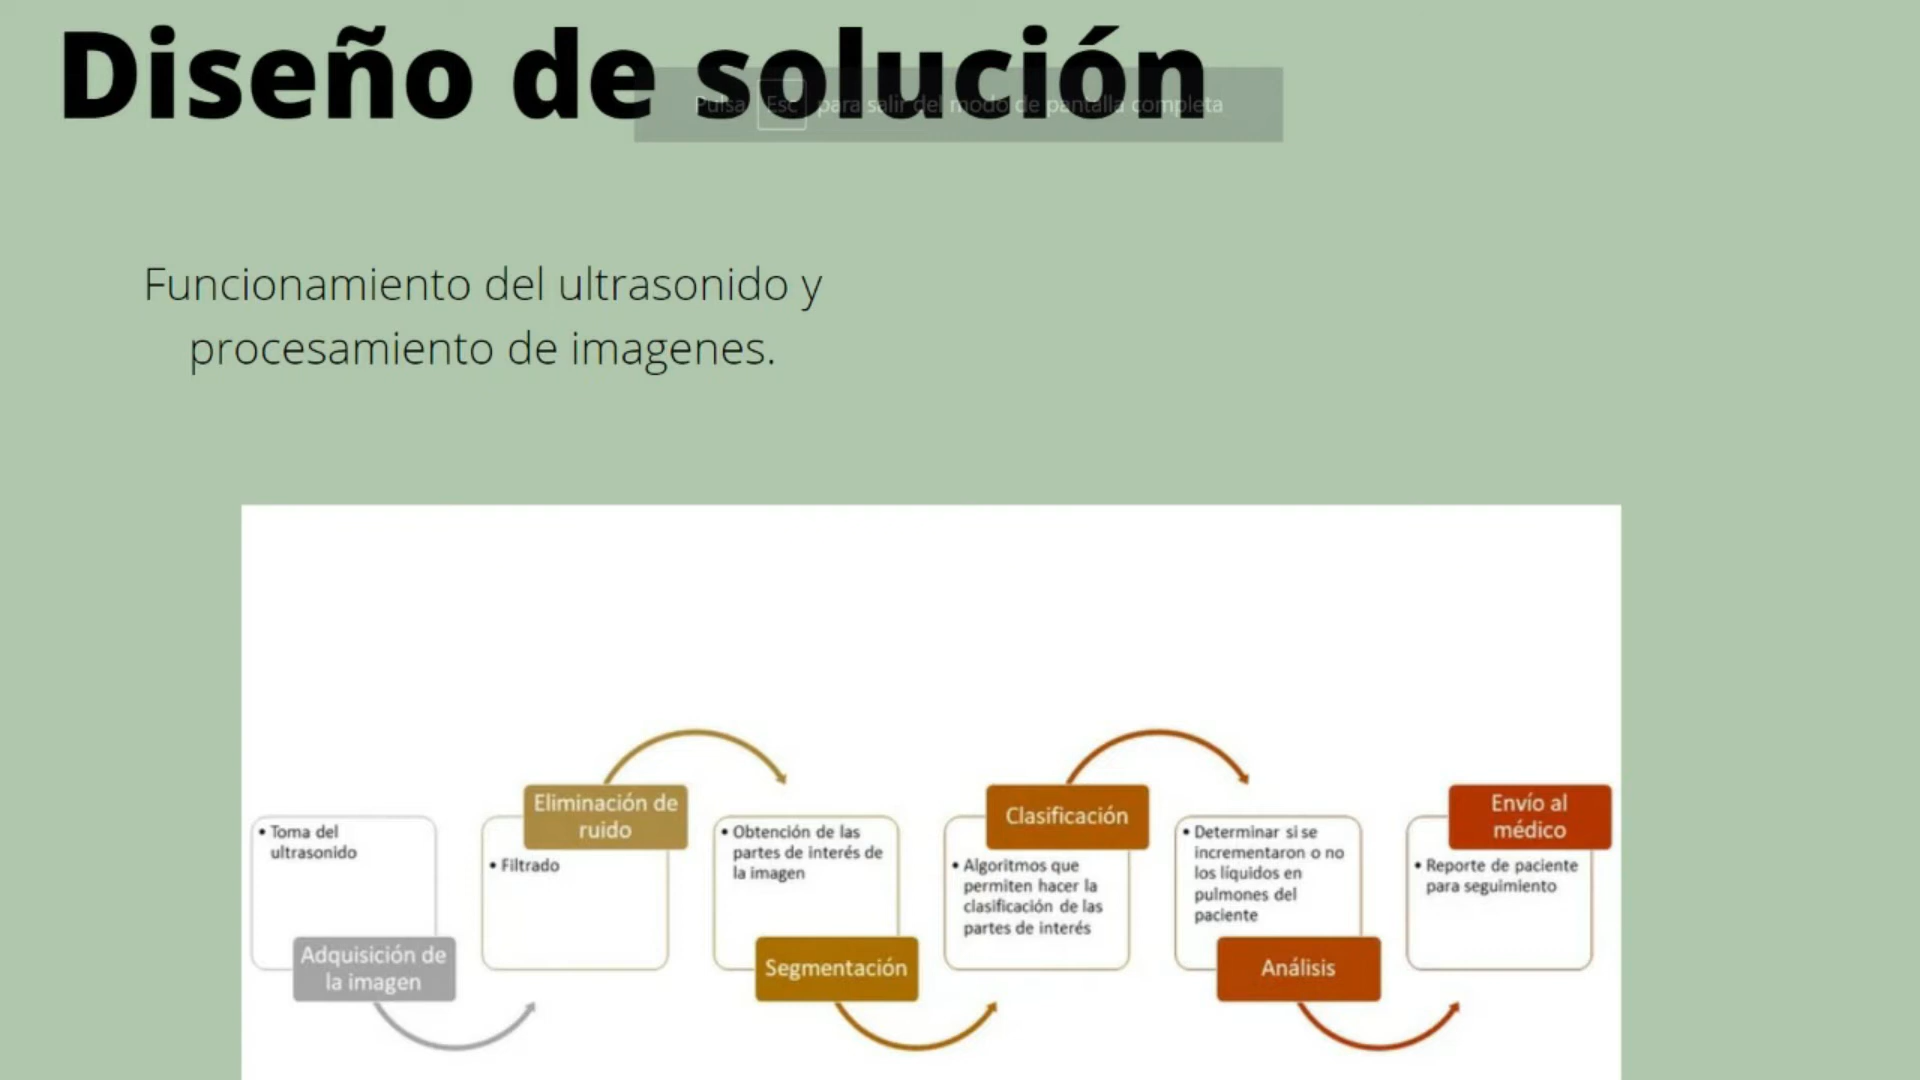 Diseño de solución
Pulsa Esc para salir del modo de pantalla completa
Funcionamiento del ultrasonido y
procesamiento de imagenes.
• Toma del
ultrasonido
Adquisición de
la imagen
Eliminación de
ruido
• Filtrado
• Obtención de las
partes de interés de
la imagen
Segmentación
Clasificación
• Algoritmos que
permiten hacer la
clasificación de las
partes de interés
• Determinar si se
incrementaron o no
los líquidos en
pulmones del
paciente
Análisis
Envío al
médico
• Reporte de paciente
para seguimiento